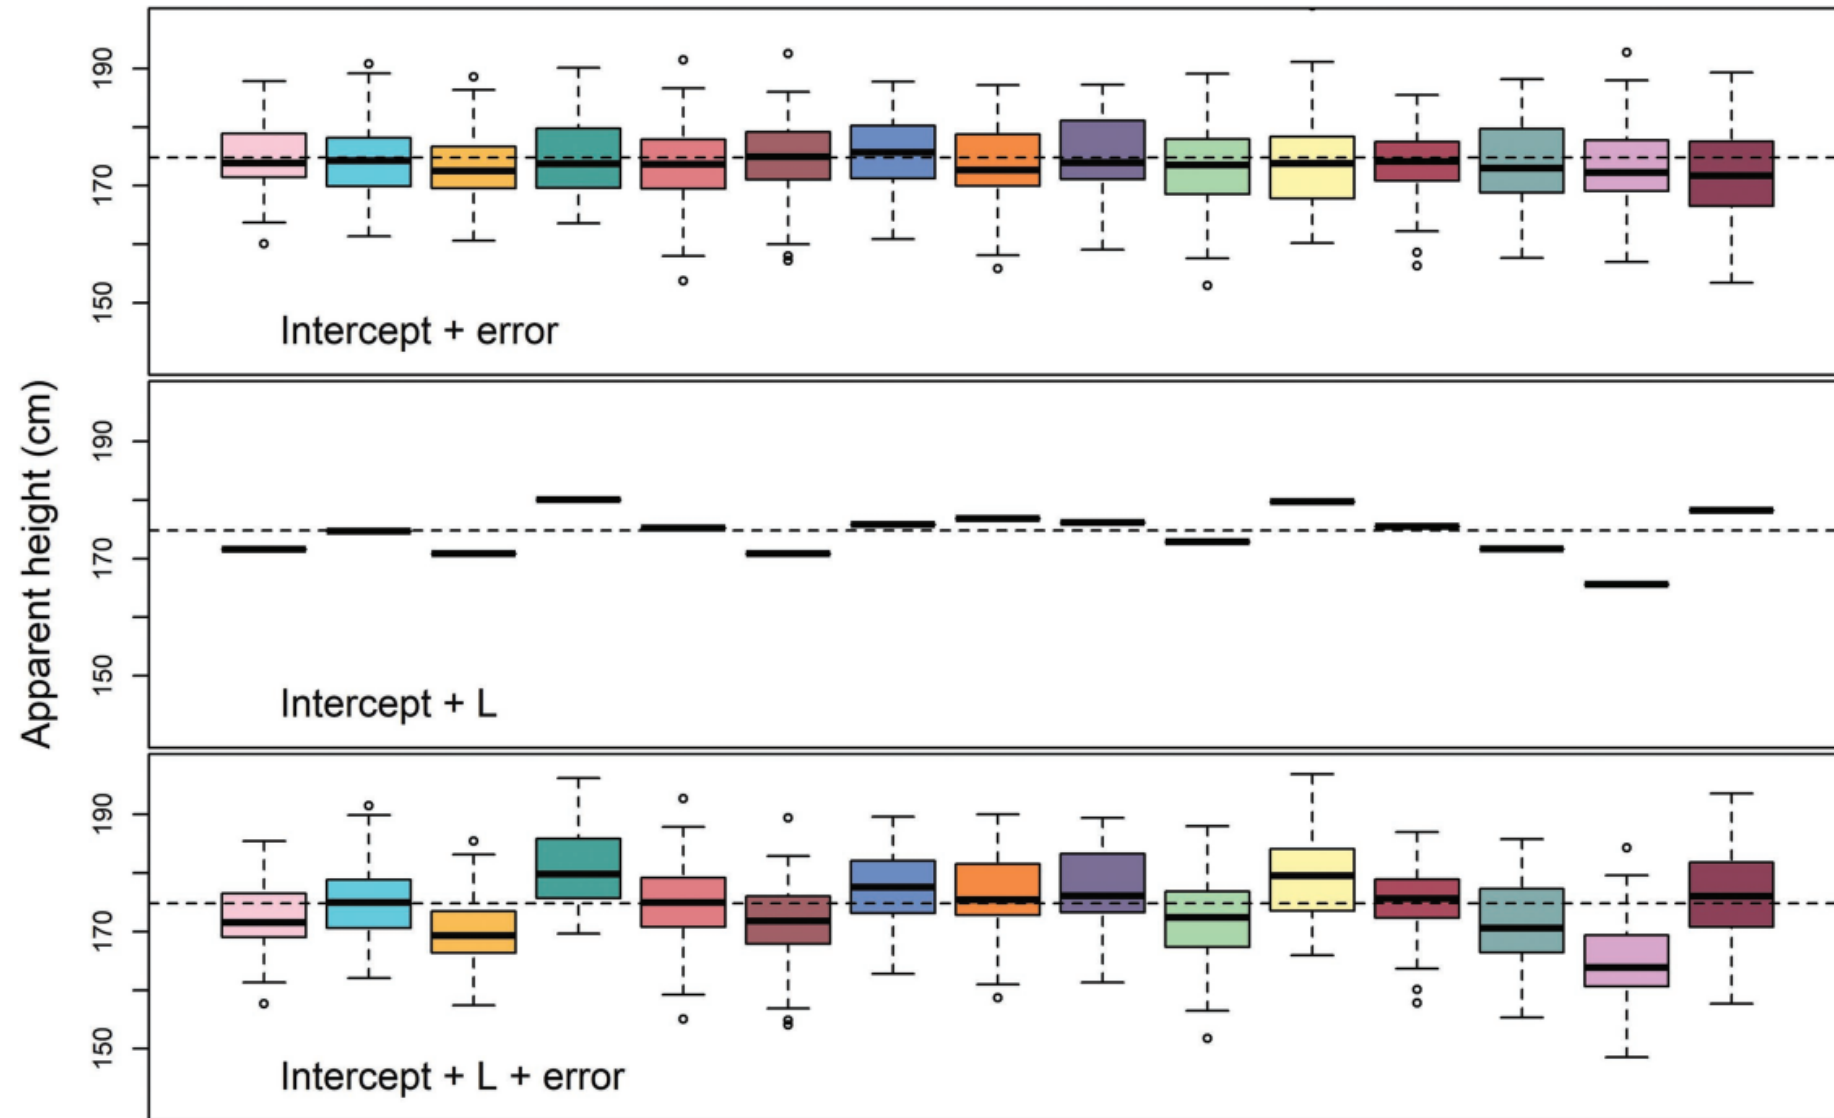 Apparent height (cm)
190
170
150
Intercept + error
190
170
150
Intercept + L
190
170
150
Intercept + L + error